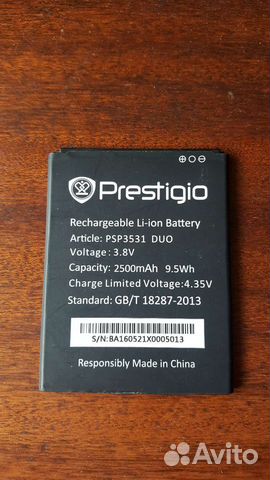 Prestigio
Rechargeable Li-ion Battery
Article: PSP3531 DUO
Voltage: 3.8V
Capacity: 2500mAh 9.5Wh
Charge Limited Voltage:4.35V
Standard: GB/T 18287-2013
S/N:BA160521X0005013
Responsibly Made in China
Avito